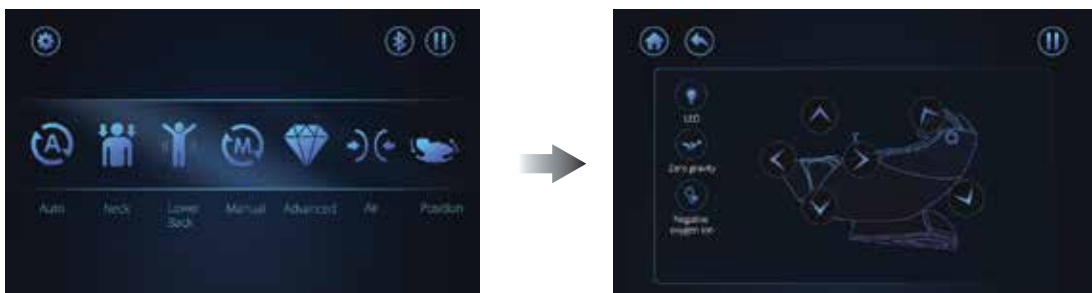 A
M
Auto
Neck
Lower
Back
Manual
Advanced
Air
Position
LED
Zero gravity
Negative
oxygen ion